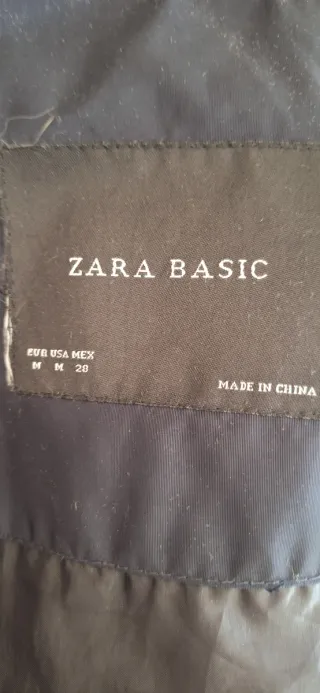 ZARA BASIC
EUR USA MEX
M M 28
MADE IN CHINA